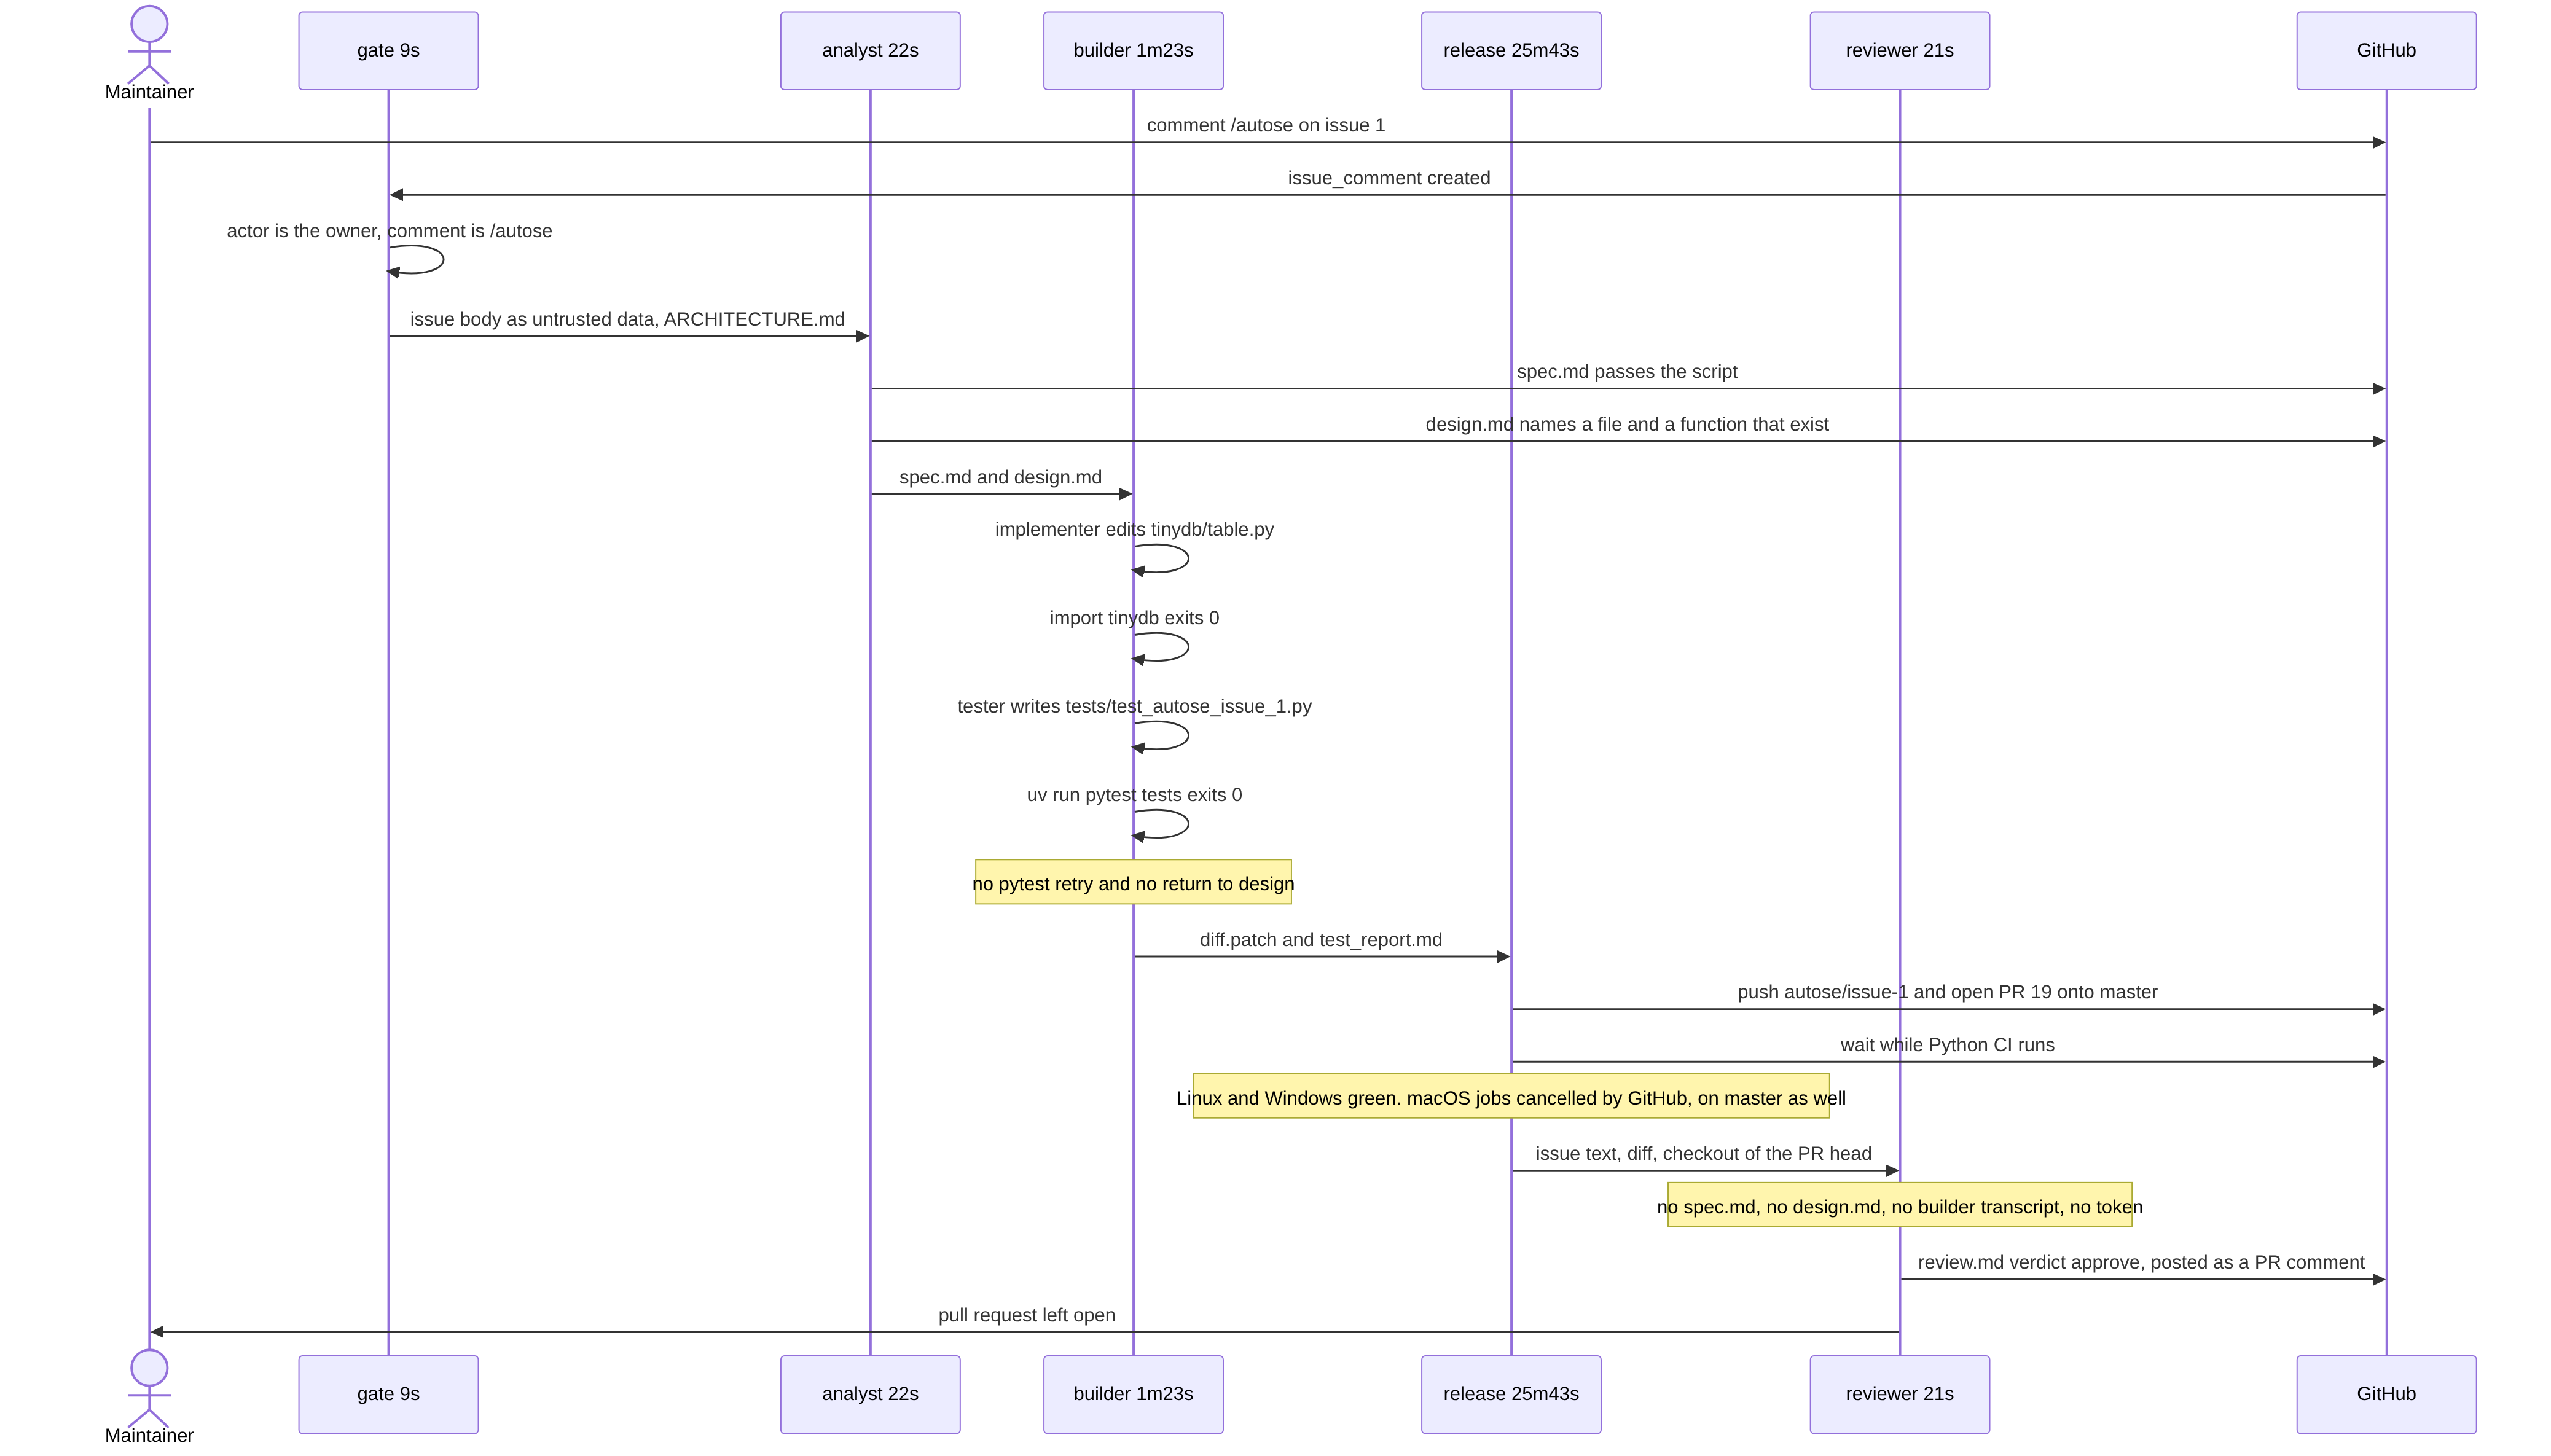 gate 9s
analyst 22s
builder 1m23s
release 25m43s
reviewer 21s
GitHub
Maintainer
comment /autose on issue 1
issue_comment created
actor is the owner, comment is /autose
issue body as untrusted data, ARCHITECTURE.md
spec.md passes the script
design.md names a file and a function that exist
spec.md and design.md
implementer edits tinydb/table.py
import tinydb exits 0
tester writes tests/test_autose_issue_1.py
uv run pytest tests exits 0
no pytest retry and no return to design
diff.patch and test_report.md
push autose/issue-1 and open PR 19 onto master
wait while Python CI runs
Linux and Windows green. macOS jobs cancelled by GitHub, on master as well
issue text, diff, checkout of the PR head
no spec.md, no design.md, no builder transcript, no token
review.md verdict approve, posted as a PR comment
pull request left open
gate 9s
analyst 22s
builder 1m23s
release 25m43s
reviewer 21s
GitHub
Maintainer